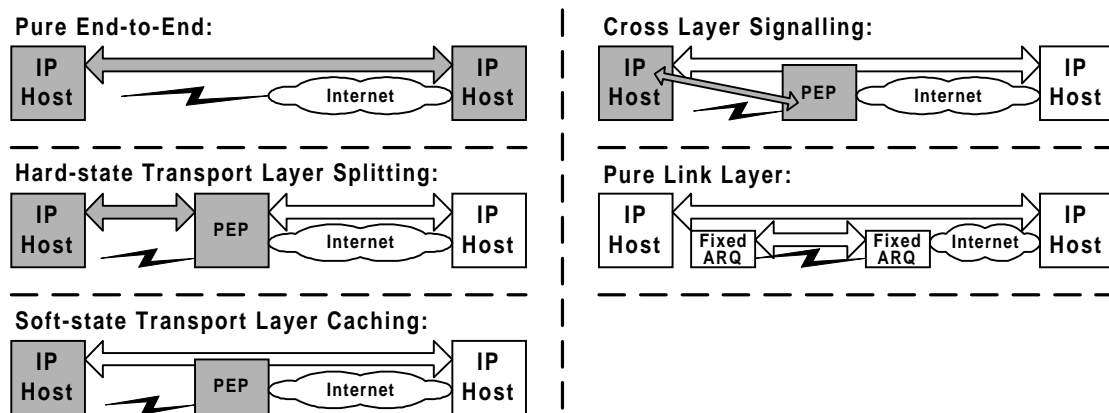 Pure End-to-End:
IP
Host
Internet
IP
Host
Hard-state Transport Layer Splitting:
IP
Host
PEP
Internet
IP
Host
Soft-state Transport Layer Caching:
IP
Host
PEP
Internet
IP
Host
Cross Layer Signalling:
IP
Host
PEP
Internet
IP
Host
Pure Link Layer:
IP
Host
Fixed
ARQ
Fixed
ARQ
Internet
IP
Host